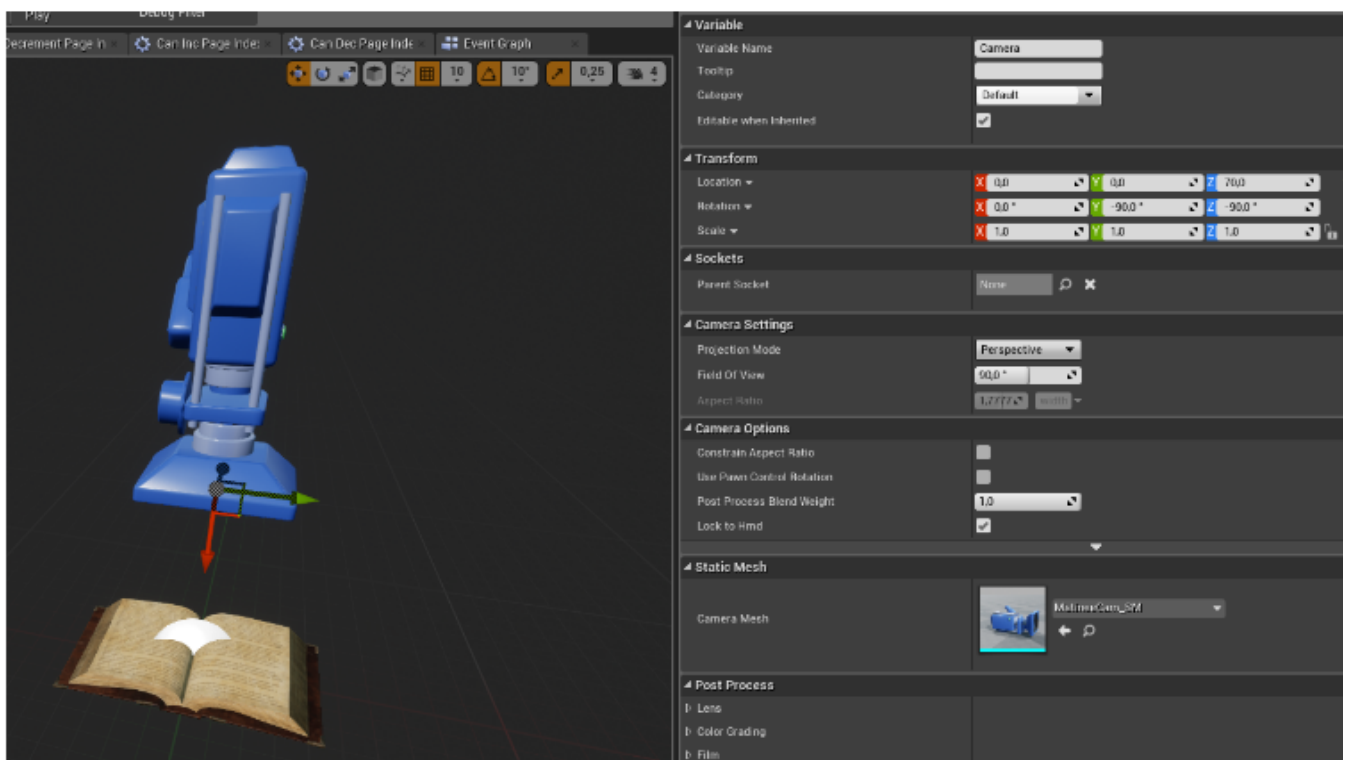 Play
Debug Filter
Decrement Page In
Can Inc Page Inde:
Can Dec Page Inde
Event Graph
10
10°
0,25
4
Variable
Variable Name
Camera
Tooltip
Category
Default
Editable when Inherited
Transform
Location
X 0,0
Y 0,0
Z 70,0
Rotation
X 0,0 °
Y -90,0 °
Z -90,0 °
Scale
X 1,0
Y 1,0
Z 1,0
Sockets
Parent Socket
None
Camera Settings
Projection Mode
Perspective
Field Of View
90,0 °
Aspect Ratio
1,7777
width
Camera Options
Constrain Aspect Ratio
Use Pawn Control Rotation
Post Process Blend Weight
1,0
Lock to Hmd
Static Mesh
Camera Mesh
MatineeCam_SM
Post Process
Lens
Color Grading
Film